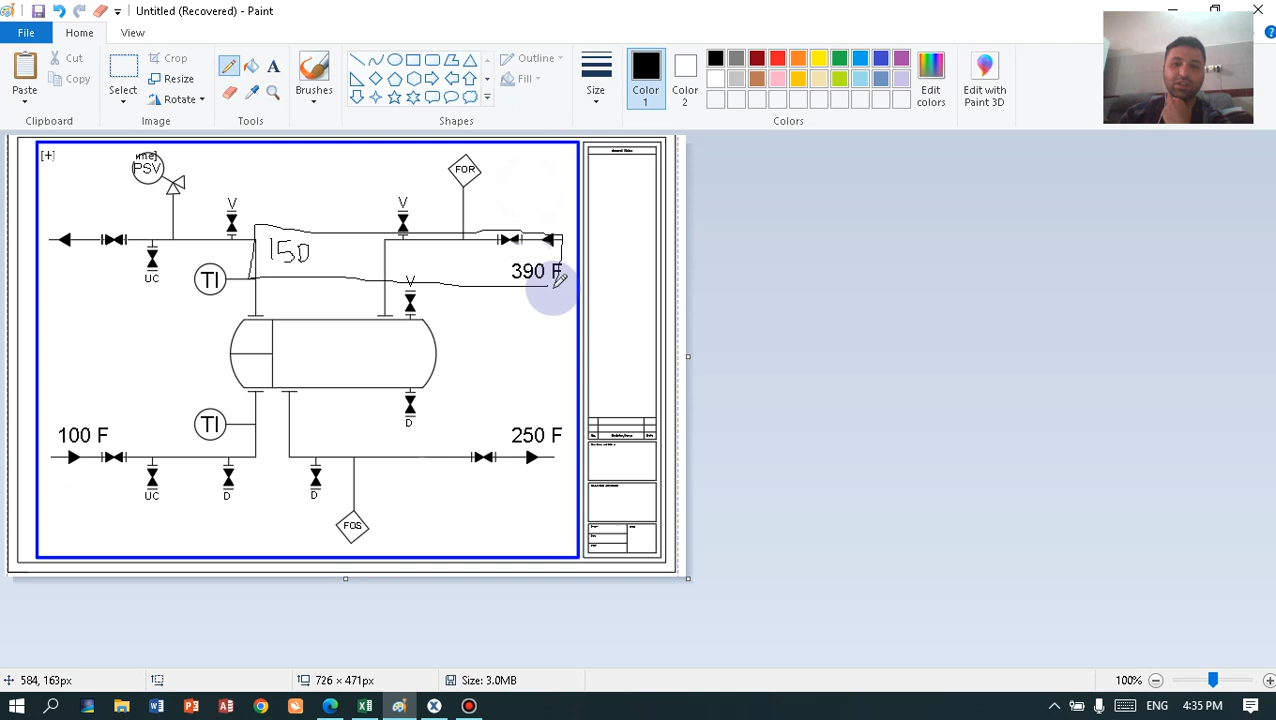 Untitled (Recovered) - Paint
File
Home
View
Paste
Cut
Copy
Clipboard
Select
Crop
Resize
Rotate
Image
A
Tools
Brushes
Outline
Fill
Shapes
Size
Color 1
Color 2
Edit colors
Edit with Paint 3D
Colors
[+]
me]
PSV
FOR
V
V
150
UC
TI
390 F
V
TI
D
100 F
250 F
UC
D
D
FOS
584, 163px
726 × 471px
Size: 3.0MB
100%
ENG
4:35 PM